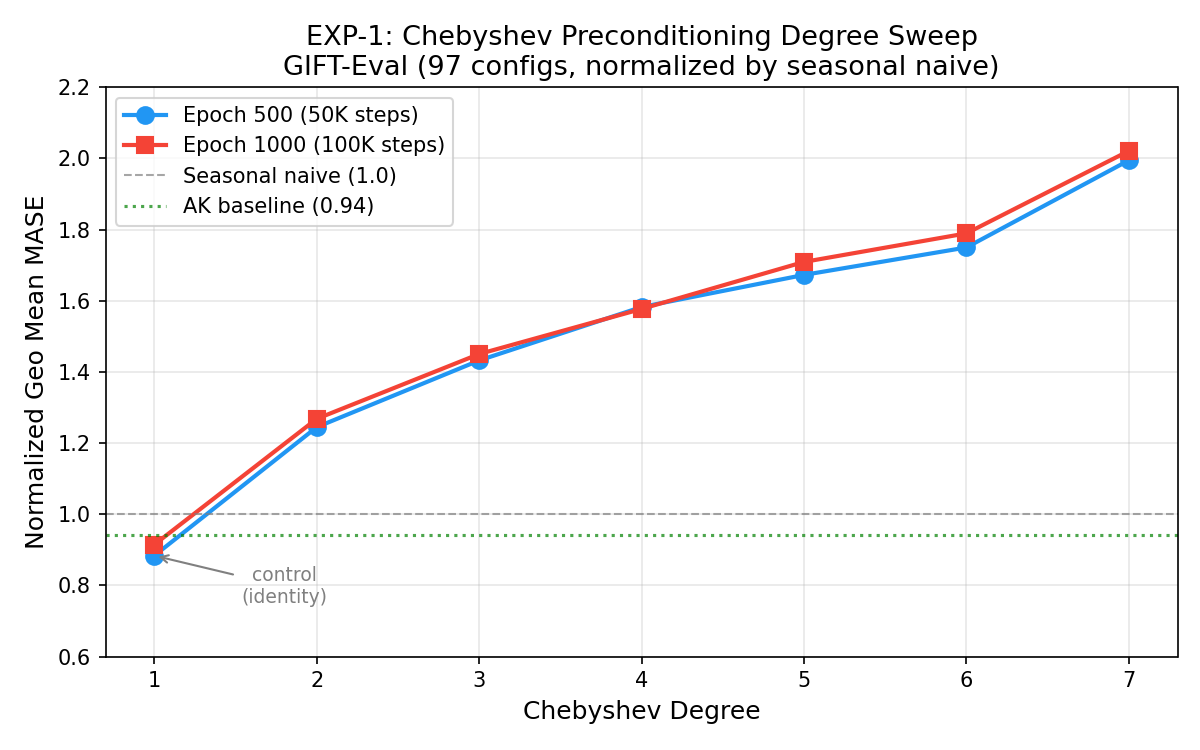 EXP-1: Chebyshev Preconditioning Degree Sweep
GIFT-Eval (97 configs, normalized by seasonal naive)
Epoch 500 (50K steps)
Epoch 1000 (100K steps)
Seasonal naive (1.0)
AK baseline (0.94)
Normalized Geo Mean MASE
2.2
2.0
1.8
1.6
1.4
1.2
1.0
0.8
0.6
control
(identity)
1 2 3 4 5 6 7
Chebyshev Degree